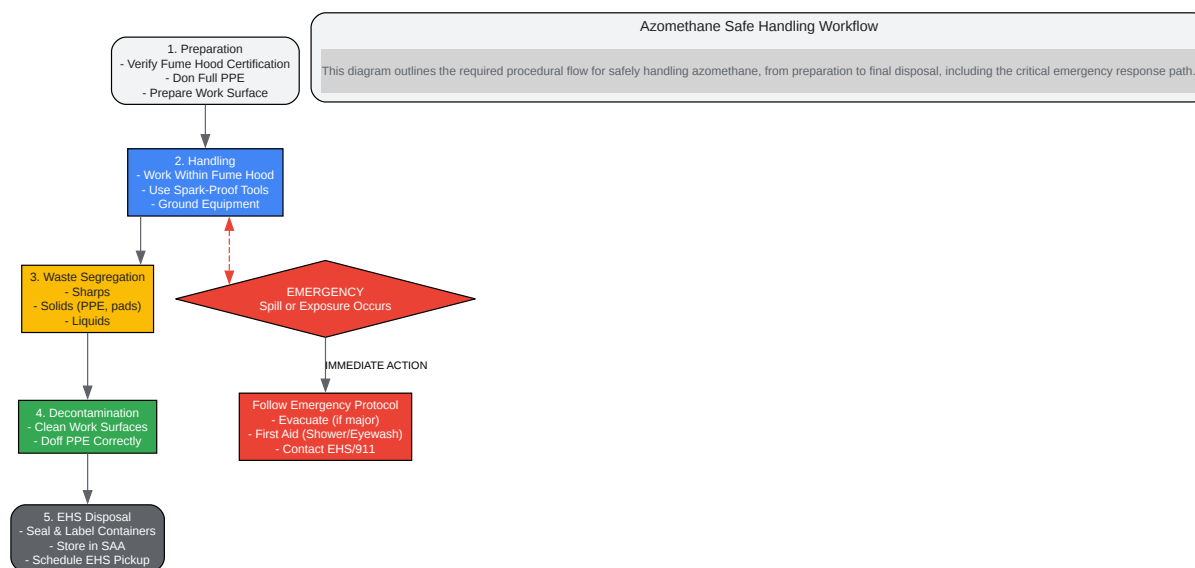 Azomethane Safe Handling Workflow
This diagram outlines the required procedural flow for safely handling azomethane, from preparation to final disposal, including the critical emergency response path.
1. Preparation
- Verify Fume Hood Certification
- Don Full PPE
- Prepare Work Surface
2. Handling
- Work Within Fume Hood
- Use Spark-Proof Tools
- Ground Equipment
3. Waste Segregation
- Sharps
- Solids (PPE, pads)
- Liquids
EMERGENCY
Spill or Exposure Occurs
IMMEDIATE ACTION
Follow Emergency Protocol
- Evacuate (if major)
- First Aid (Shower/Eyewash)
- Contact EHS/911
4. Decontamination
- Clean Work Surfaces
- Doff PPE Correctly
5. EHS Disposal
- Seal & Label Containers
- Store in SAA
- Schedule EHS Pickup